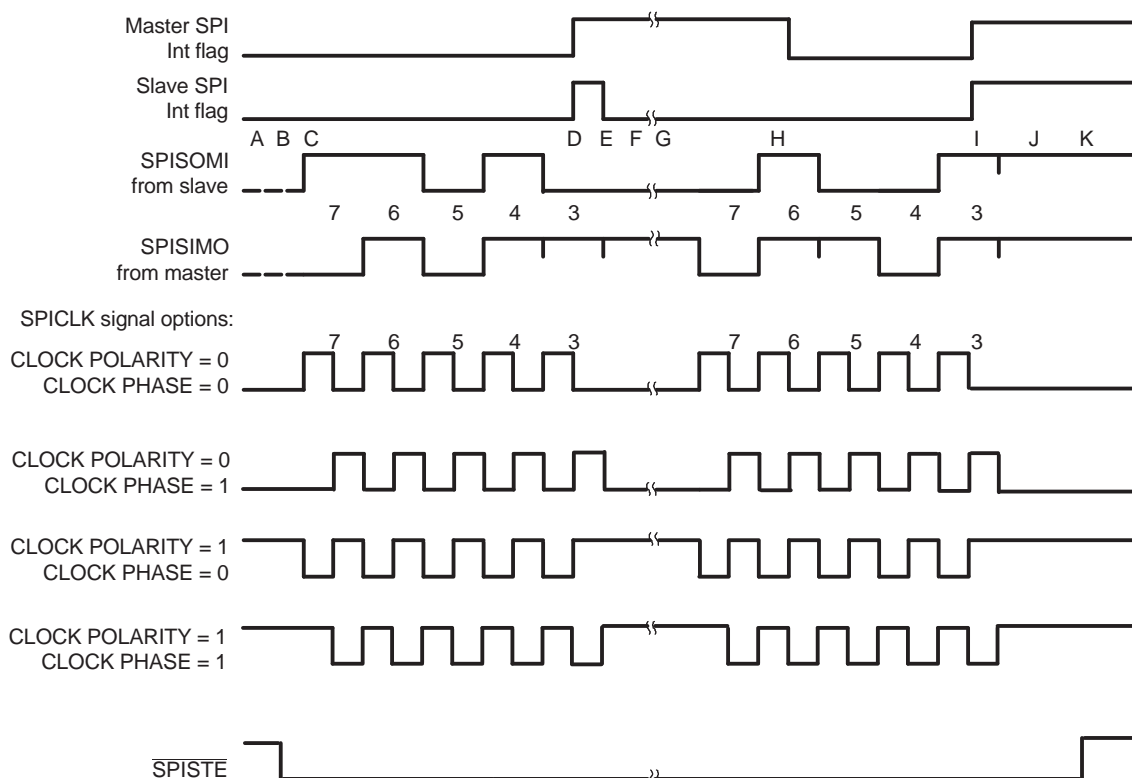 Master SPI
Int flag
Slave SPI
Int flag
A B C D E F G H I J K
SPISOMI
from slave
7 6 5 4 3 7 6 5 4 3
SPISIMO
from master
SPICLK signal options:
7 6 5 4 3 7 6 5 4 3
CLOCK POLARITY = 0
CLOCK PHASE = 0
CLOCK POLARITY = 0
CLOCK PHASE = 1
CLOCK POLARITY = 1
CLOCK PHASE = 0
CLOCK POLARITY = 1
CLOCK PHASE = 1
SPISTE